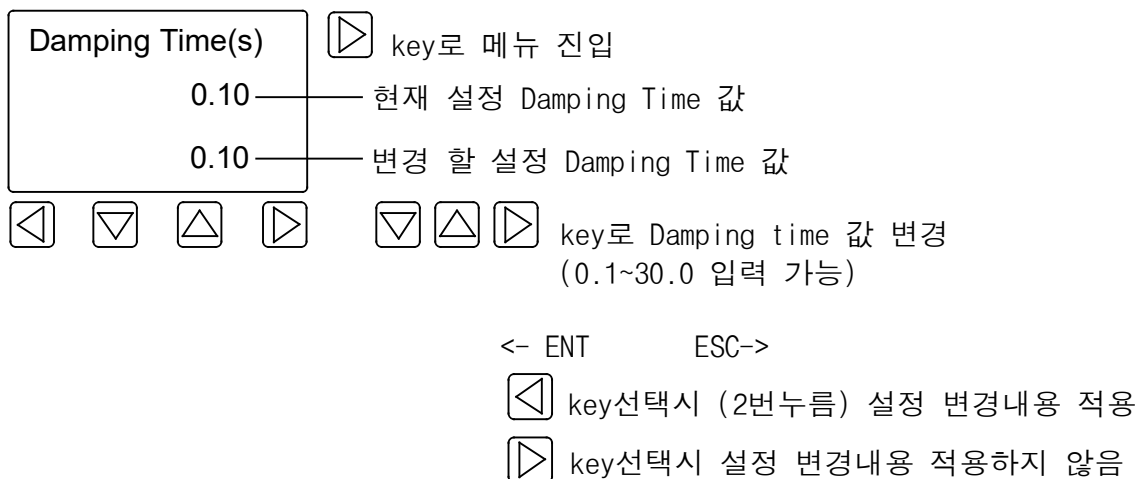 Damping Time(s)
key로 메뉴 진입
0.10 현재 설정 Damping Time 값
0.10 변경 할 설정 Damping Time 값
key로 Damping time 값 변경
(0.1~30.0 입력 가능)
<- ENT ESC->
key선택시 (2번누름) 설정 변경내용 적용
key선택시 설정 변경내용 적용하지 않음